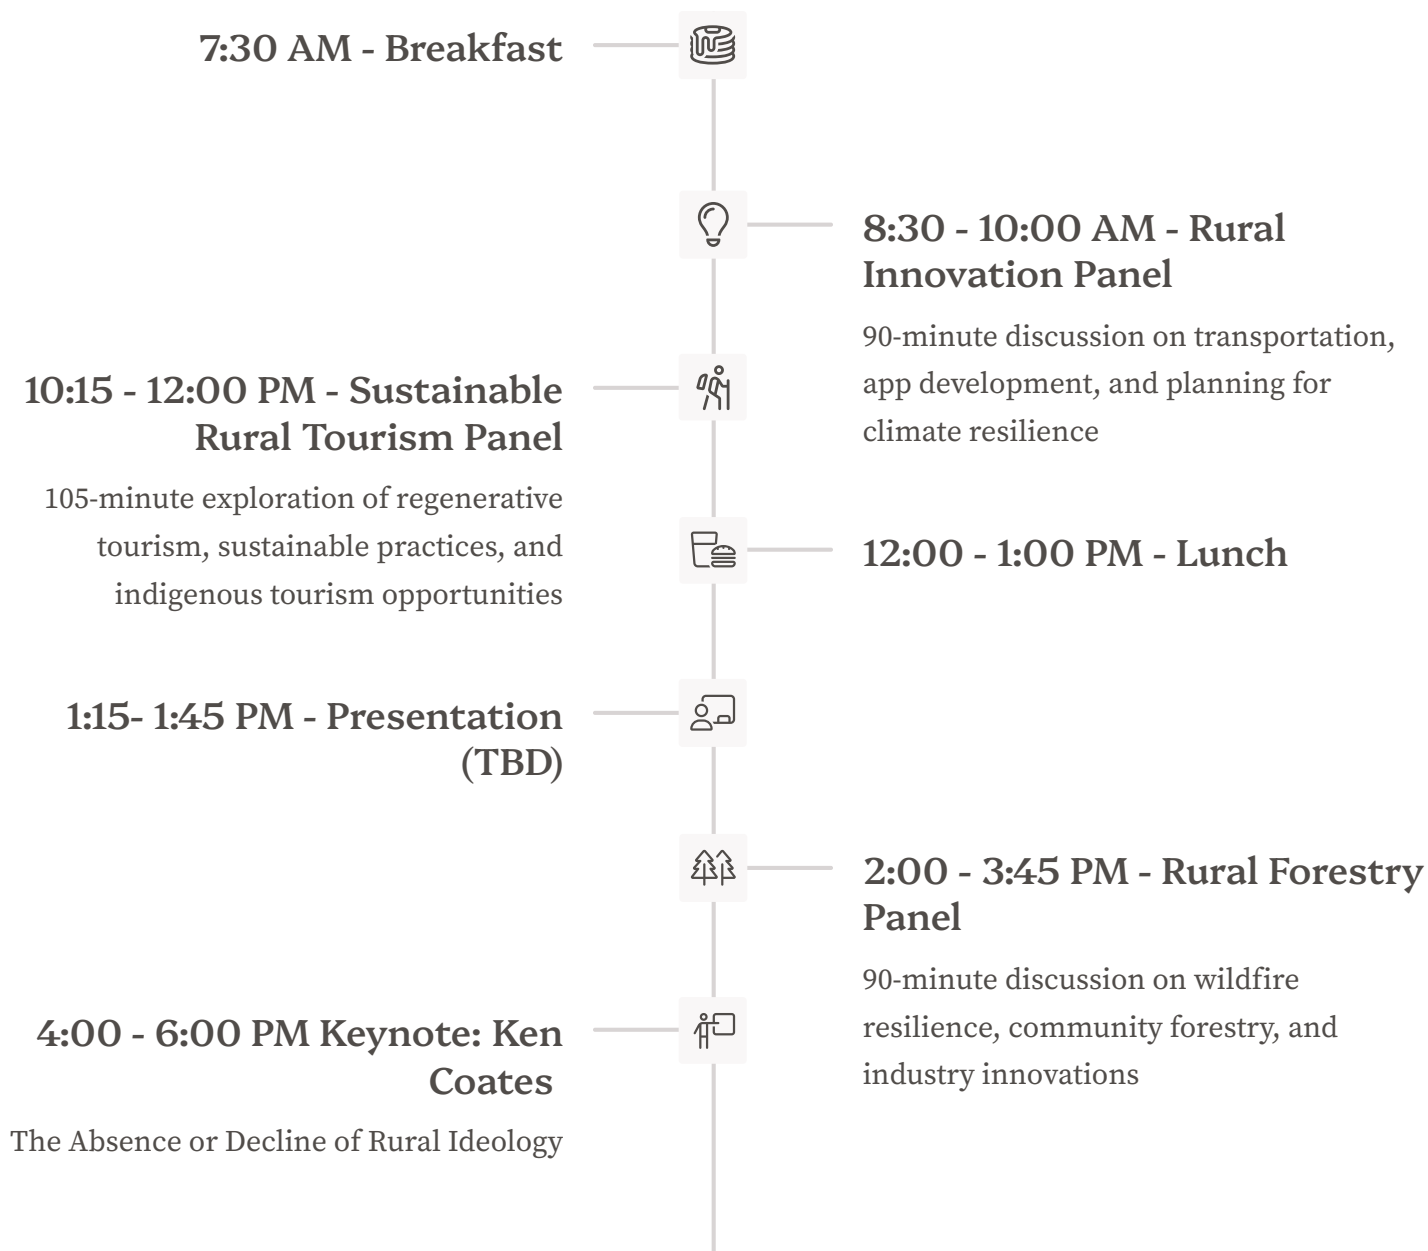 7:30 AM - Breakfast
8:30 - 10:00 AM - Rural
Innovation Panel
90-minute discussion on transportation,
app development, and planning for
climate resilience
10:15 - 12:00 PM - Sustainable
Rural Tourism Panel
105-minute exploration of regenerative
tourism, sustainable practices, and
indigenous tourism opportunities
12:00 - 1:00 PM - Lunch
1:15- 1:45 PM - Presentation
(TBD)
2:00 - 3:45 PM - Rural Forestry
Panel
90-minute discussion on wildfire
resilience, community forestry, and
industry innovations
4:00 - 6:00 PM Keynote: Ken
Coates
The Absence or Decline of Rural Ideology